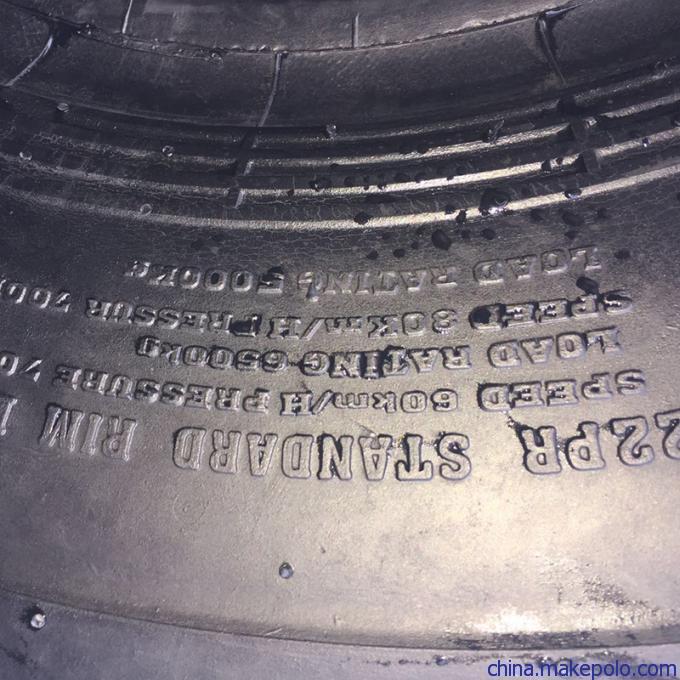 22PR STANDARD RIM
SPEED 60km/H PRESSURE 70
LOAD RATING 6500KG
SPEED 30Km/H PRESSUR 700
LOAD RATING 5000KG
china.makepolo.com